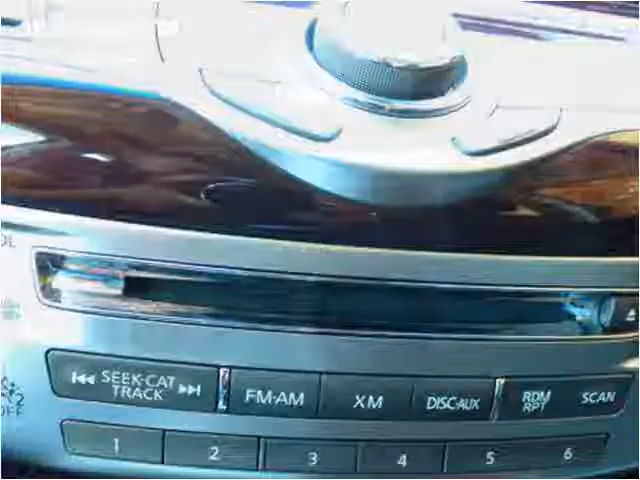 SEEK·CAT
TRACK
FM·AM
XM
DISC·AUX
RDM
RPT
SCAN
1
2
3
4
5
6